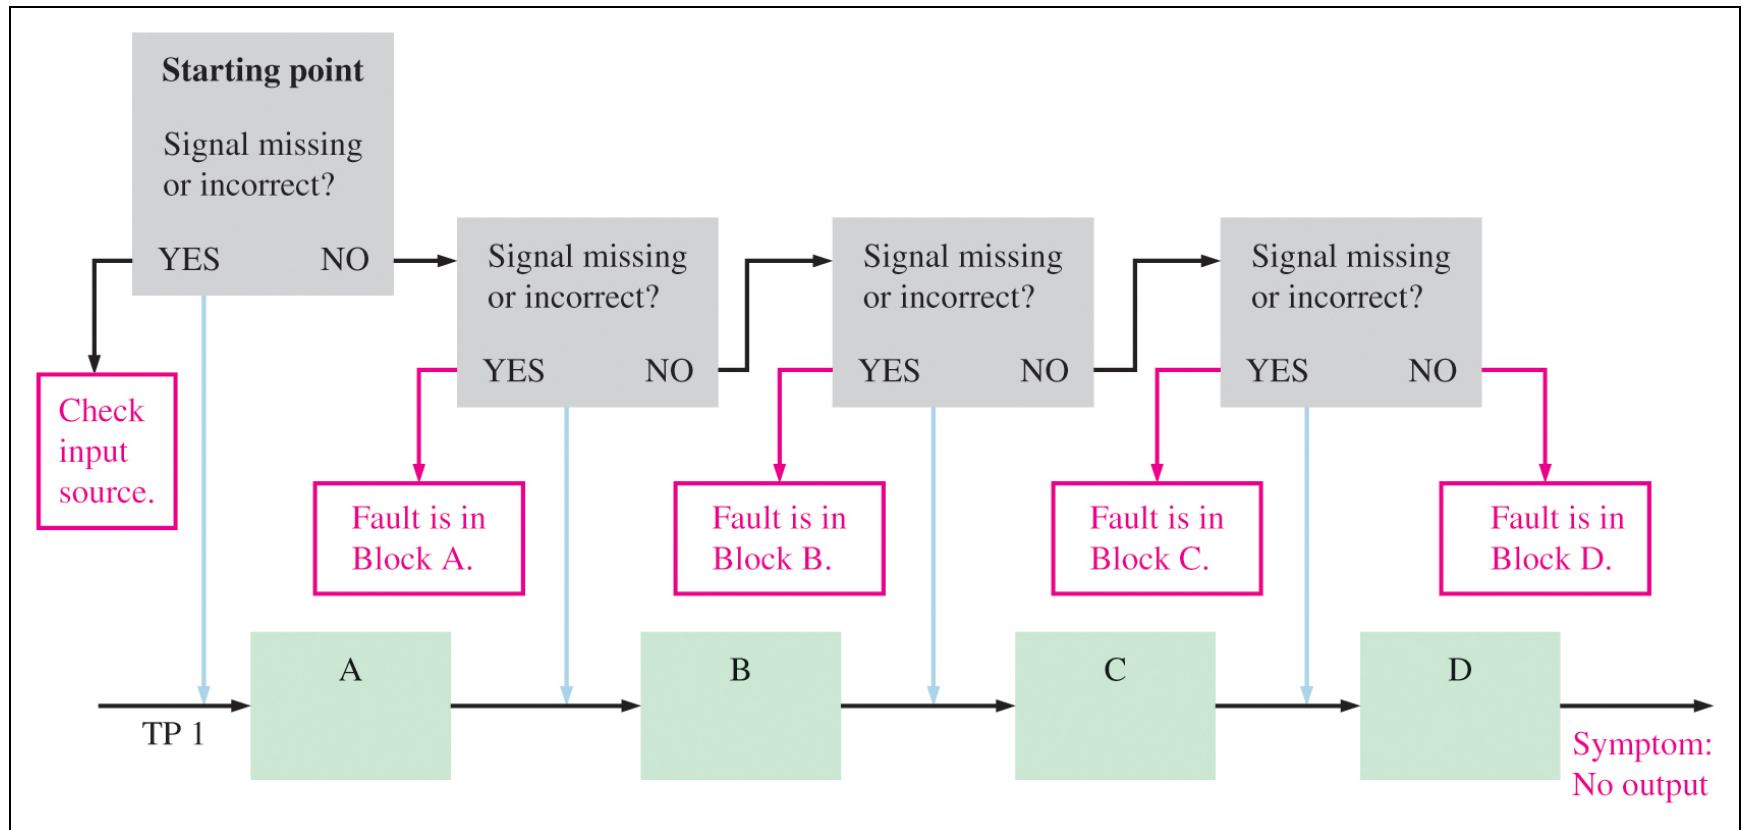 Starting point
Signal missing
or incorrect?
YES NO
Signal missing
or incorrect?
YES NO
Signal missing
or incorrect?
YES NO
Signal missing
or incorrect?
YES NO
Check
input
source.
Fault is in
Block A.
Fault is in
Block B.
Fault is in
Block C.
Fault is in
Block D.
A
B
C
D
TP 1
Symptom:
No output